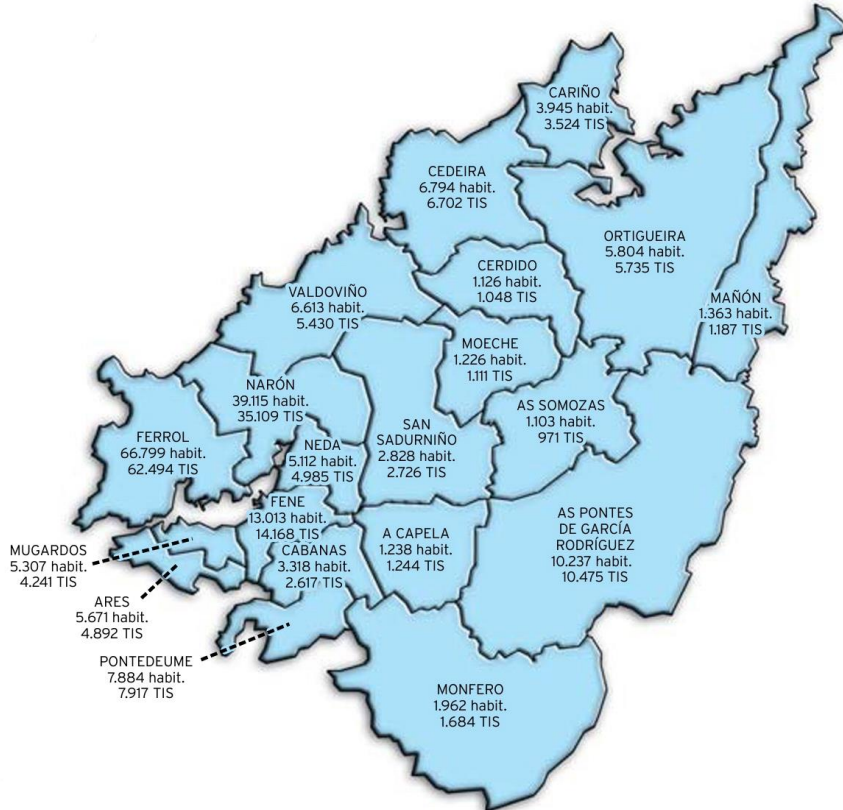 CARIÑO
3.945 habit.
3.524 TIS
CEDEIRA
6.794 habit.
6.702 TIS
ORTIGUEIRA
5.804 habit.
5.735 TIS
CERDIDO
1.126 habit.
1.048 TIS
VALDOVIÑO
6.613 habit.
5.430 TIS
MAÑÓN
1.363 habit.
1.187 TIS
MOECHE
1.226 habit.
1.111 TIS
NARÓN
39.115 habit.
35.109 TIS
AS SOMOZAS
1.103 habit.
971 TIS
SAN
SADURNIÑO
2.828 habit.
2.726 TIS
FERROL
66.799 habit.
62.494 TIS
NEDA
5.112 habit.
4.985 TIS
FENE
13.013 habit.
14.168 TIS
AS PONTES
DE GARCÍA
RODRÍGUEZ
10.237 habit.
10.475 TIS
A CAPELA
1.238 habit.
1.244 TIS
MUGARDOS
5.307 habit.
4.241 TIS
CABANAS
3.318 habit.
2.617 TIS
ARES
5.671 habit.
4.892 TIS
PONTEDEUME
7.884 habit.
7.917 TIS
MONFERO
1.962 habit.
1.684 TIS